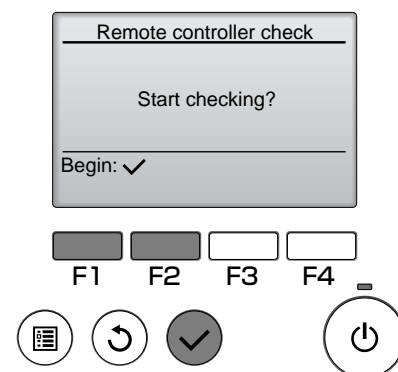 Remote controller check
Start checking?
Begin: ✓
F1 F2 F3 F4